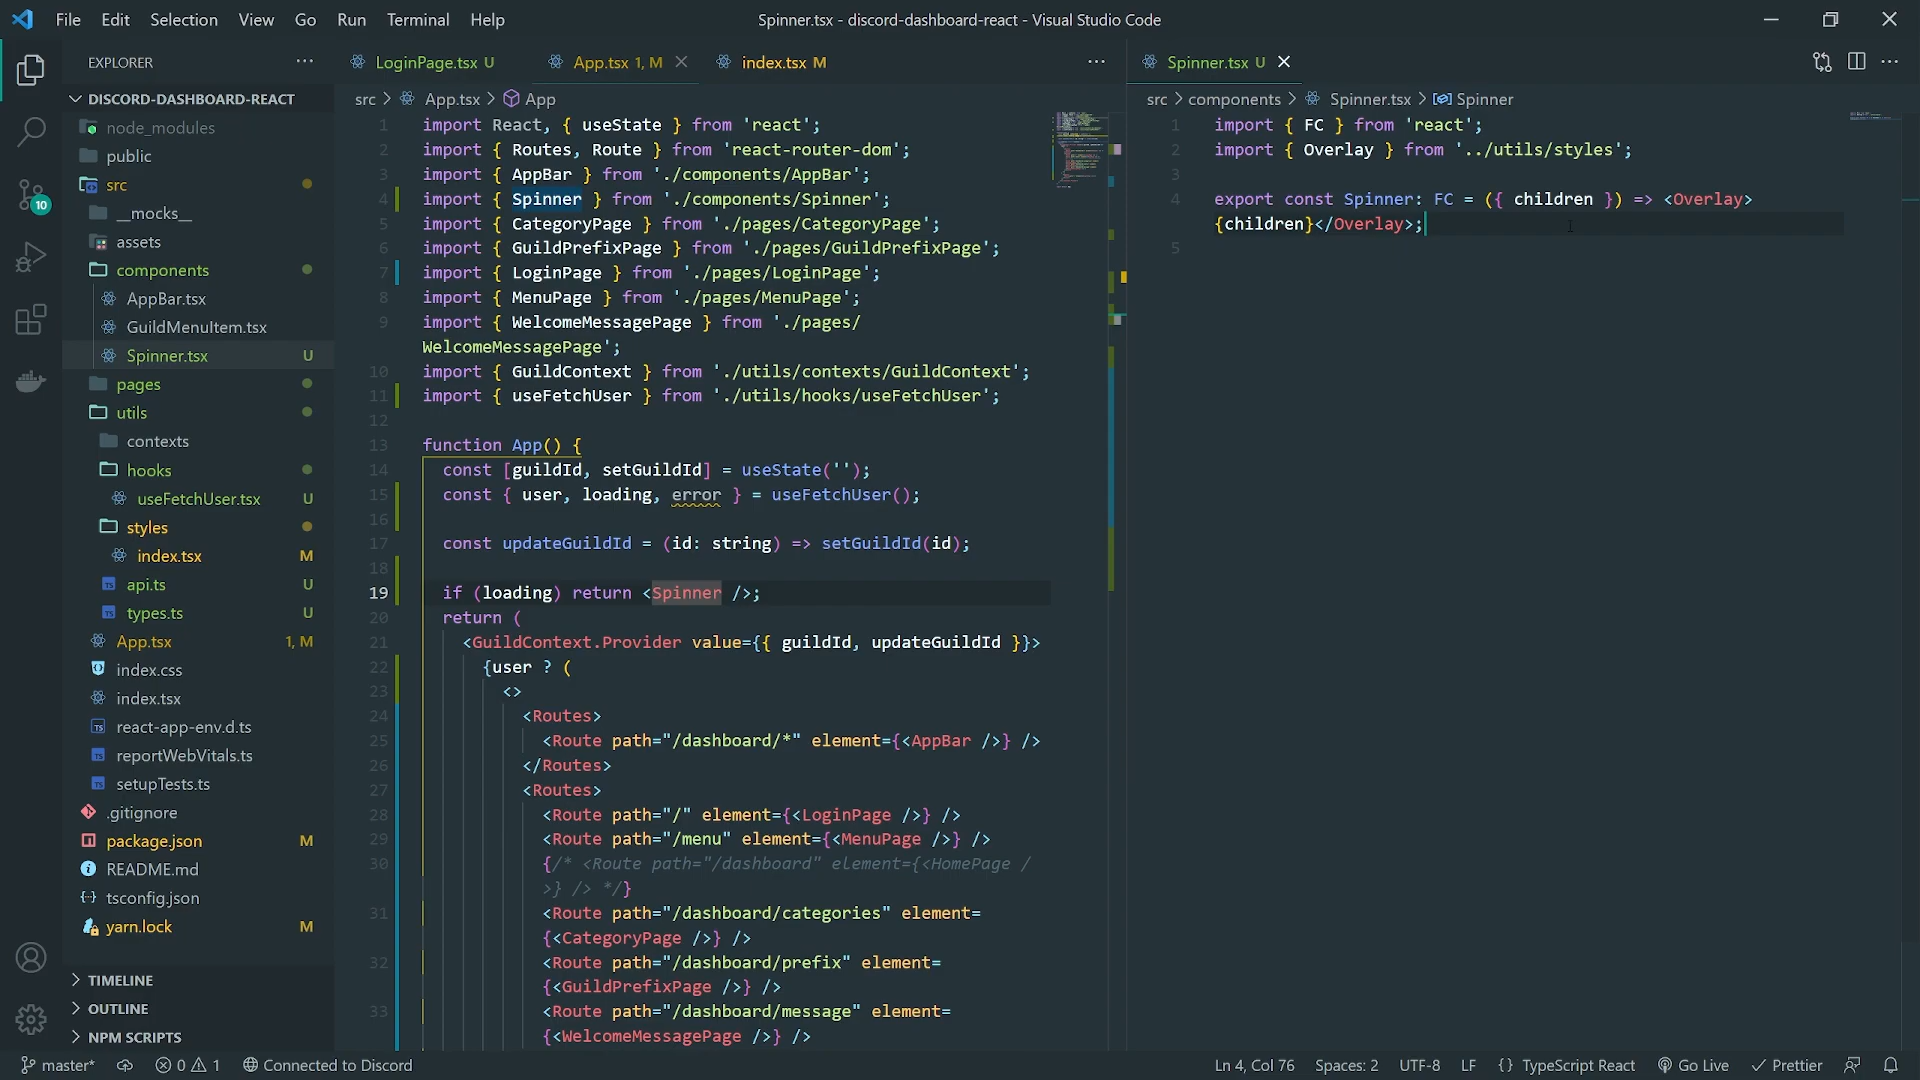 File Edit Selection View Go Run Terminal Help
Spinner.tsx - discord-dashboard-react - Visual Studio Code
EXPLORER
DISCORD-DASHBOARD-REACT
node_modules
public
src
__mocks__
assets
components
AppBar.tsx
GuildMenuItem.tsx
Spinner.tsx U
pages
utils
contexts
hooks
useFetchUser.tsx U
styles
index.tsx M
api.ts U
types.ts U
App.tsx 1, M
index.css
index.tsx
react-app-env.d.ts
reportWebVitals.ts
setupTests.ts
.gitignore
package.json M
README.md
tsconfig.json
yarn.lock M
TIMELINE
OUTLINE
NPM SCRIPTS
10
LoginPage.tsx U App.tsx 1, M index.tsx M
src > App.tsx > App
1 import React, { useState } from 'react';
2 import { Routes, Route } from 'react-router-dom';
3 import { AppBar } from './components/AppBar';
4 import { Spinner } from './components/Spinner';
5 import { CategoryPage } from './pages/CategoryPage';
6 import { GuildPrefixPage } from './pages/GuildPrefixPage';
7 import { LoginPage } from './pages/LoginPage';
8 import { MenuPage } from './pages/MenuPage';
9 import { WelcomeMessagePage } from './pages/
WelcomeMessagePage';
10 import { GuildContext } from './utils/contexts/GuildContext';
11 import { useFetchUser } from './utils/hooks/useFetchUser';
12
13 function App() {
14 const [guildId, setGuildId] = useState('');
15 const { user, loading, error } = useFetchUser();
16
17 const updateGuildId = (id: string) => setGuildId(id);
18
19 if (loading) return <Spinner />;
20 return (
21 <GuildContext.Provider value={{ guildId, updateGuildId }}>
22 {user ? (
23 <>
24 <Routes>
25 <Route path="/dashboard/*" element={<AppBar />} />
26 </Routes>
27 <Routes>
28 <Route path="/" element={<LoginPage />} />
29 <Route path="/menu" element={<MenuPage />} />
30 {/* <Route path="/dashboard" element={<HomePage /
>} /> */}
31 <Route path="/dashboard/categories" element=
{<CategoryPage />} />
32 <Route path="/dashboard/prefix" element=
{<GuildPrefixPage />} />
33 <Route path="/dashboard/message" element=
{<WelcomeMessagePage />} />
Spinner.tsx U
src > components > Spinner.tsx > Spinner
1 import { FC } from 'react';
2 import { Overlay } from '../utils/styles';
3
4 export const Spinner: FC = ({ children }) => <Overlay>
{children}</Overlay>;
5
master* 0 1 Connected to Discord Ln 4, Col 76 Spaces: 2 UTF-8 LF {} TypeScript React Go Live Prettier